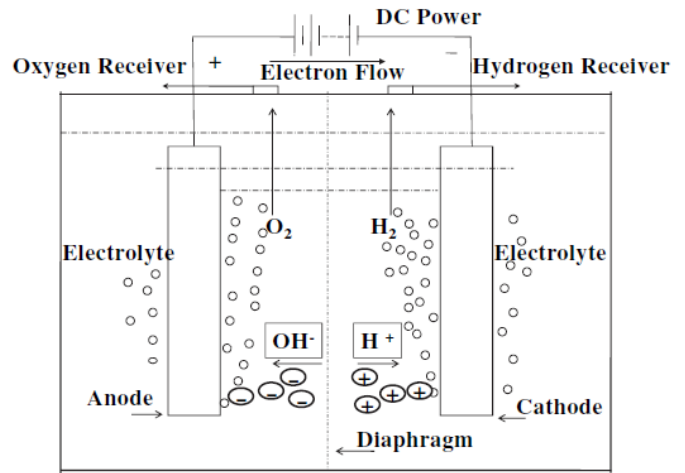 DC Power
+
−
Oxygen Receiver
Electron Flow
Hydrogen Receiver
O2
H2
Electrolyte
Electrolyte
OH-
H +
- - - -
+ + + +
Anode
Cathode
Diaphragm